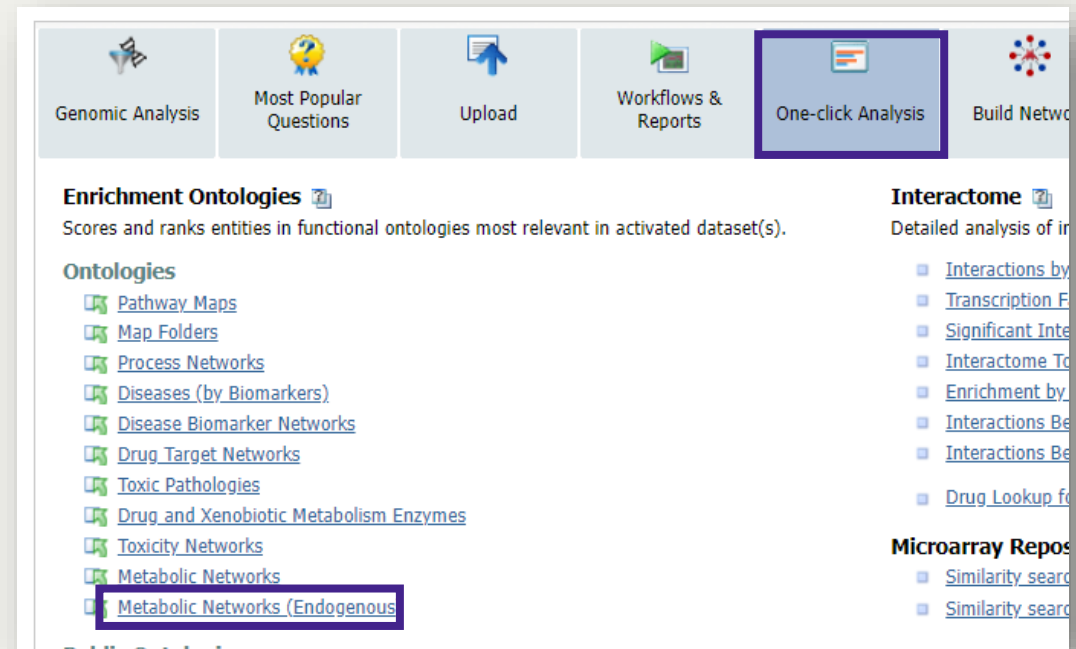 Genomic Analysis
Most Popular
Questions
Upload
Workflows &
Reports
One-click Analysis
Build
Enrichment Ontologies
Scores and ranks entities in functional ontologies most relevant in activated dataset(s).
Ontologies
Pathway Maps
Map Folders
Process Networks
Diseases (by Biomarkers)
Disease Biomarker Networks
Drug Target Networks
Toxic Pathologies
Drug and Xenobiotic Metabolism Enzymes
Toxicity Networks
Metabolic Networks
Metabolic Networks (Endogenous
Interactome
Detailed analysis of
Interactions by
Transcription
Significant
Interactome
Enrichment by
Interactions
Interactions
Drug Lookup
Microarray
Similarity
Similarity